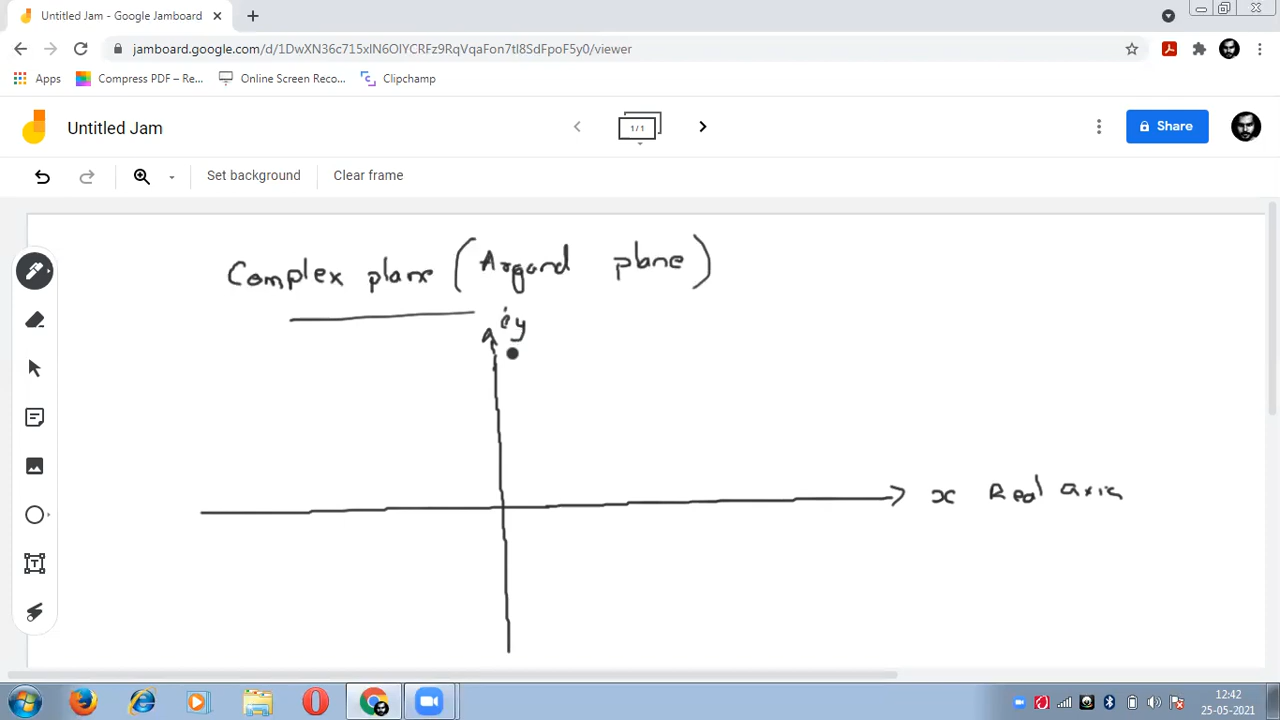 Untitled Jam - Google Jamboard
jamboard.google.com/d/1DwXN36c715xlN6OlYCRFz9RqVqaFon7tl8SdFpoF5y0/viewer
Apps Compress PDF – Re... Online Screen Reco... Clipchamp
Untitled Jam
1 / 1
Share
Set background Clear frame
Complex plane (Argand plane)
iy
x Real axis
12:42
25-05-2021